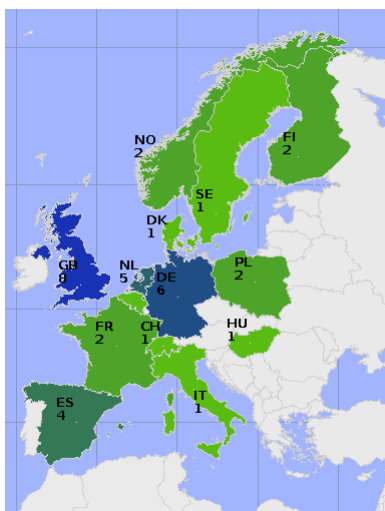 NO
2
FI
2
SE
1
DK
1
GB
8
NL
5
DE
6
PL
2
FR
2
CH
1
HU
1
ES
4
IT
1